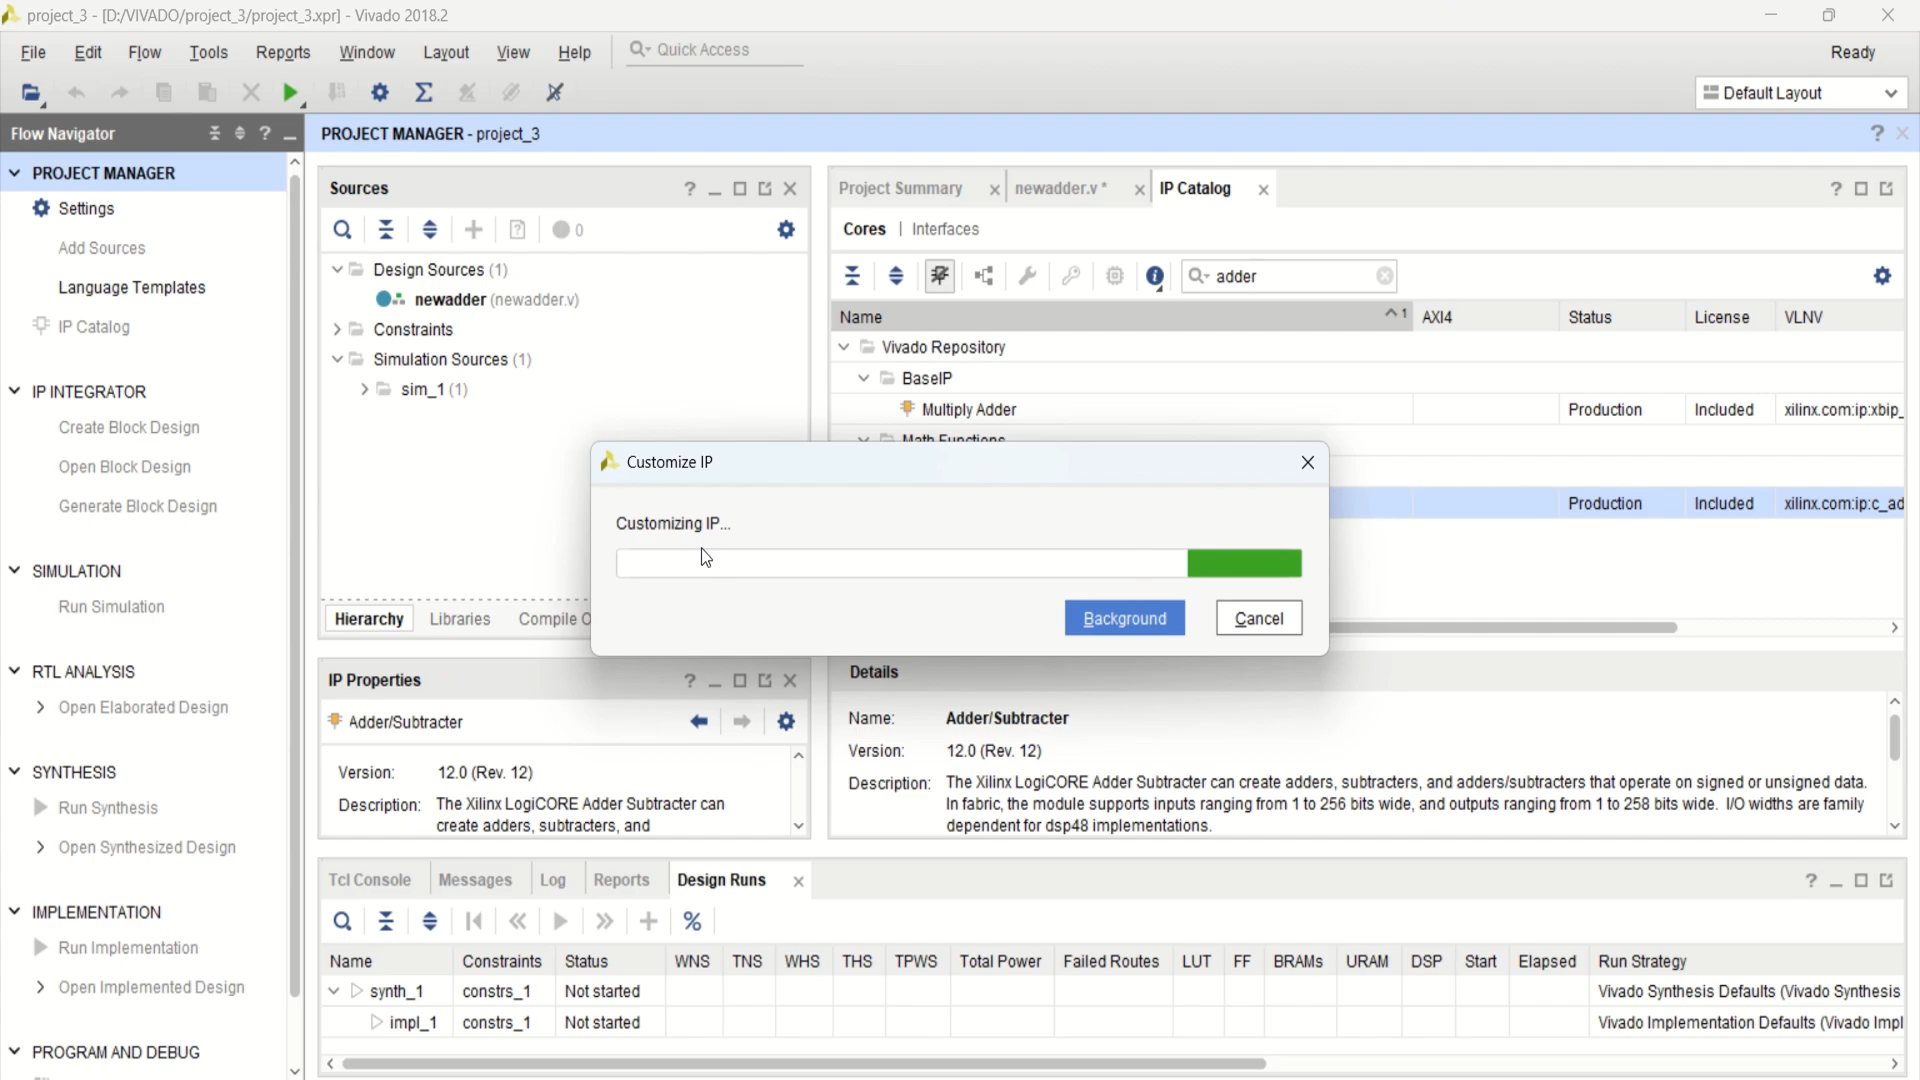 project_3 - [D:/VIVADO/project_3/project_3.xpr] - Vivado 2018.2
File Edit Flow Tools Reports Window Layout View Help Quick Access Ready
Default Layout
Flow Navigator
PROJECT MANAGER - project_3
PROJECT MANAGER
Settings
Add Sources
Language Templates
IP Catalog
IP INTEGRATOR
Create Block Design
Open Block Design
Generate Block Design
SIMULATION
Run Simulation
RTL ANALYSIS
Open Elaborated Design
SYNTHESIS
Run Synthesis
Open Synthesized Design
IMPLEMENTATION
Run Implementation
Open Implemented Design
PROGRAM AND DEBUG
Sources
0
Design Sources (1)
newadder (newadder.v)
Constraints
Simulation Sources (1)
sim_1 (1)
Hierarchy Libraries Compile O
Project Summary newadder.v * IP Catalog
Cores | Interfaces
adder
Name 1 AXI4 Status License VLNV
Vivado Repository
BaseIP
Multiply Adder Production Included xilinx.com:ip:xbip_
Math Functions
Production Included xilinx.com:ip:c_ad
Customize IP
Customizing IP...
Background Cancel
IP Properties
Adder/Subtracter
Version: 12.0 (Rev. 12)
Description: The Xilinx LogiCORE Adder Subtracter can
create adders, subtracters, and
Details
Name: Adder/Subtracter
Version: 12.0 (Rev. 12)
Description: The Xilinx LogiCORE Adder Subtracter can create adders, subtracters, and adders/subtracters that operate on signed or unsigned data.
In fabric, the module supports inputs ranging from 1 to 256 bits wide, and outputs ranging from 1 to 258 bits wide. I/O widths are family
dependent for dsp48 implementations.
Tcl Console Messages Log Reports Design Runs
Name Constraints Status WNS TNS WHS THS TPWS Total Power Failed Routes LUT FF BRAMs URAM DSP Start Elapsed Run Strategy
synth_1 constrs_1 Not started Vivado Synthesis Defaults (Vivado Synthesis
impl_1 constrs_1 Not started Vivado Implementation Defaults (Vivado Impl